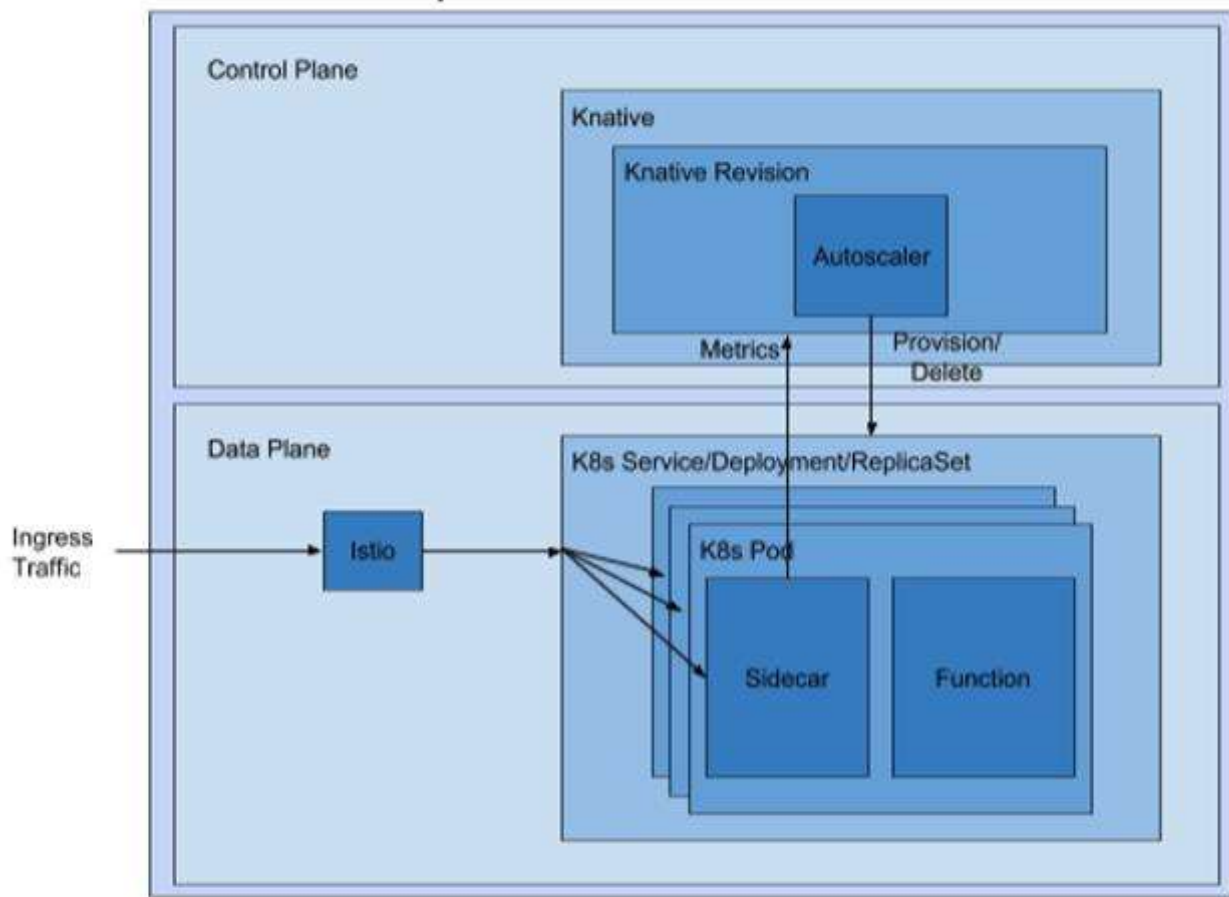 Control Plane
Knative
Knative Revision
Autoscaler
Metrics
Provision/
Delete
Data Plane
K8s Service/Deployment/ReplicaSet
Ingress
Traffic
Istio
K8s Pod
Sidecar
Function